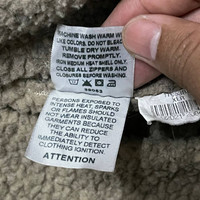 MACHINE WASH WARM W
LIKE COLORS. DO NOT BLEAC
TUMBLE DRY WARM.
REMOVE PROMPTLY.
IRON MEDIUM HEAT SHELL ONLY.
CLOSE ALL ZIPPERS AND
CLOSURES BEFORE WASHING
PERSONS EXPOSED TO
INTENSE HEAT, SPARKS
OR FLAMES SHOULD
NOT WEAR INSULATED
GARMENTS BECAUSE
THEY CAN REDUCE
THE ABILITY TO
IMMEDIATELY DETECT
CLOTHING IGNITION
ATTENTION